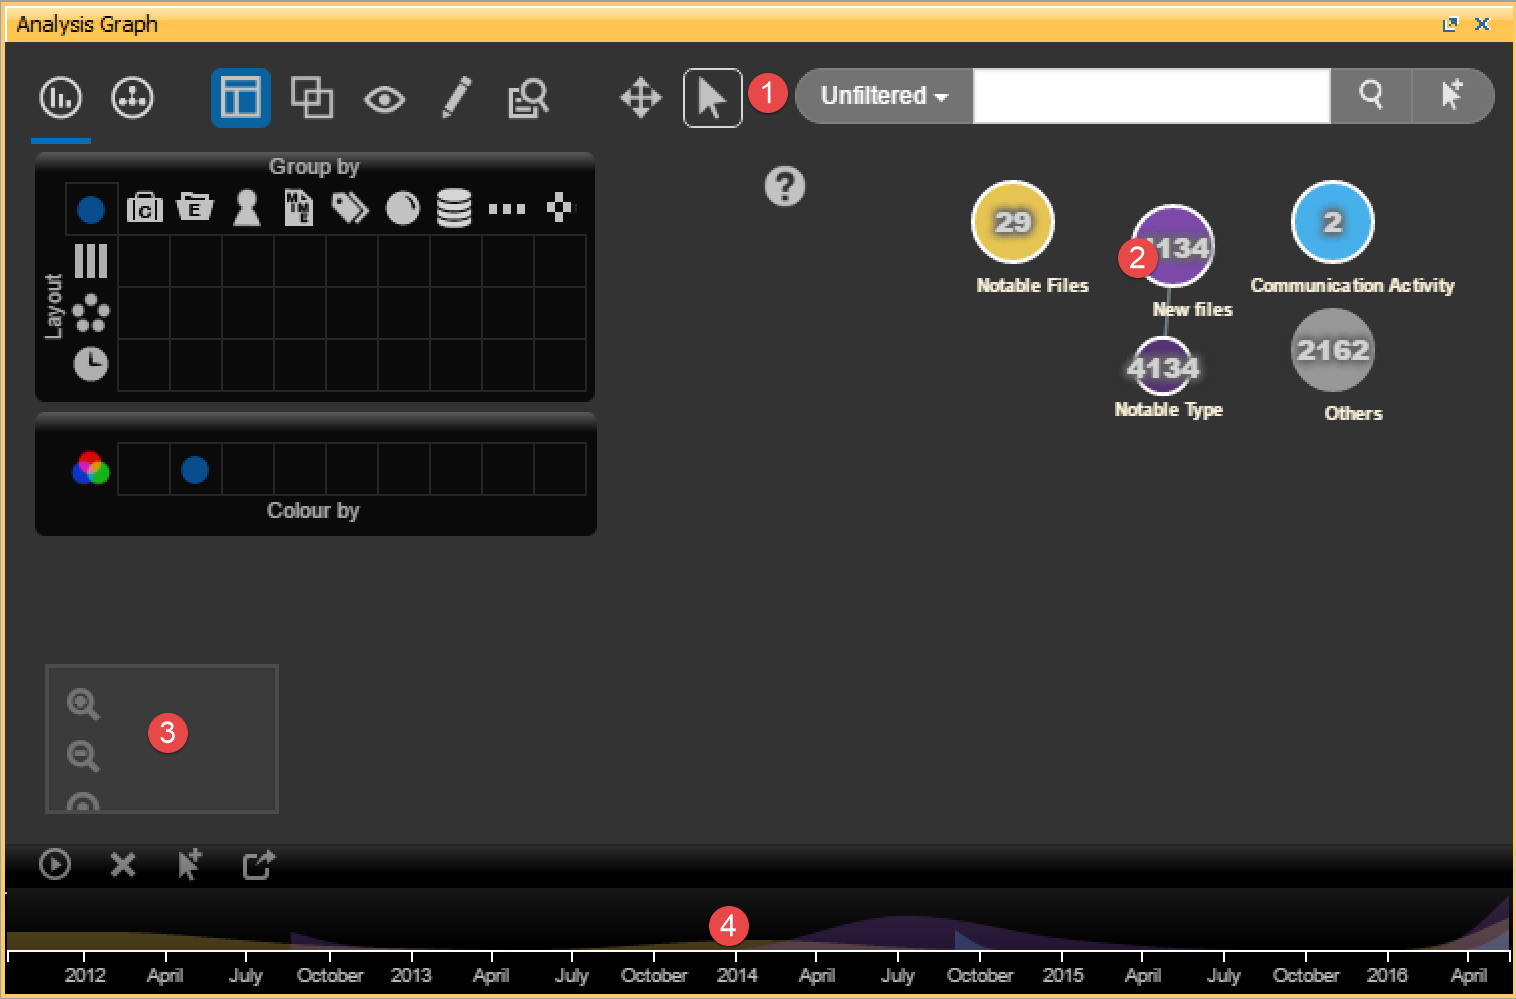 Analysis Graph
1
Unfiltered
Group by
C
E
MIME
Layout
29
Notable Files
134
2
New files
2
Communication Activity
4134
Notable Type
2162
Others
Colour by
?
3
4
2012 April July October 2013 April July October 2014 April July October 2015 April July October 2016 April